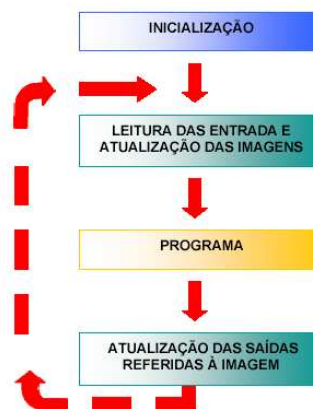 INICIALIZAÇÃO
LEITURA DAS ENTRADA E
ATUALIZAÇÃO DAS IMAGENS
PROGRAMA
ATUALIZAÇÃO DAS SAÍDAS
REFERIDAS À IMAGEM